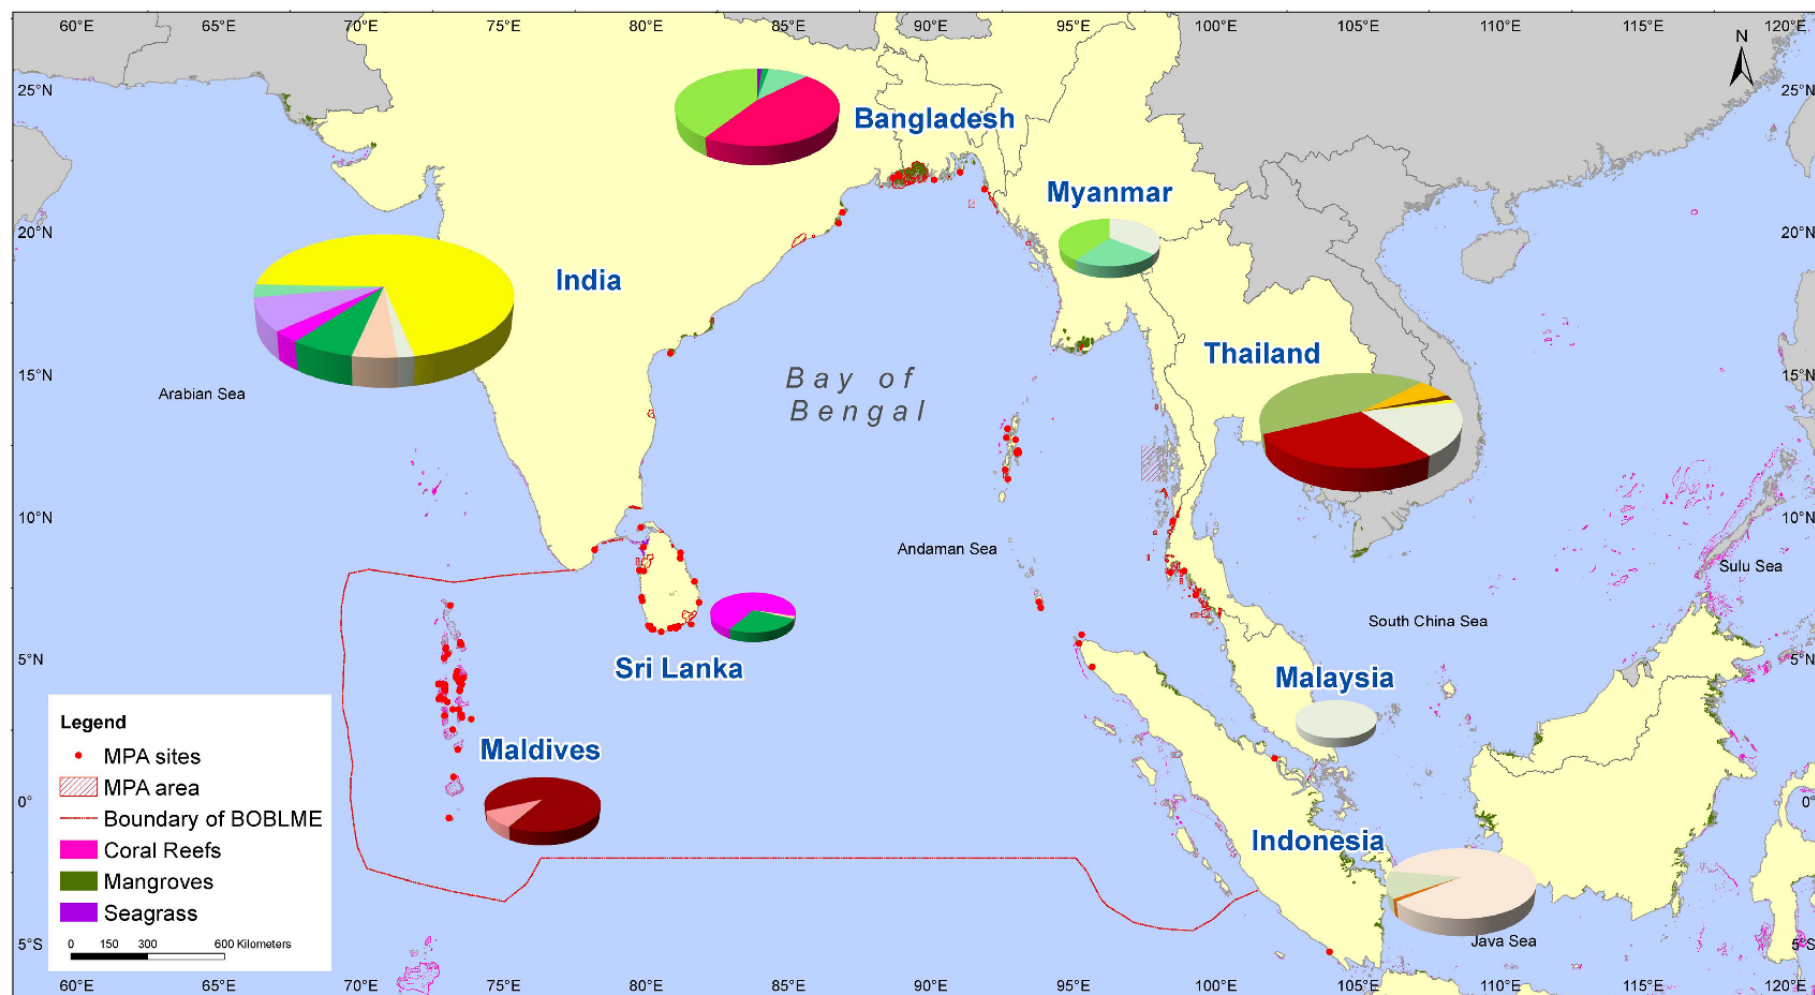 60°E 65°E 70°E 75°E 80°E 85°E 90°E 95°E 100°E 105°E 110°E 115°E 120°E
N
25°N 25°N
Bangladesh
Myanmar
20°N 20°N
India
Thailand
15°N 15°N
Arabian Sea
Bay of
Bengal
10°N 10°N
Andaman Sea
Sulu Sea
South China Sea
5°N 5°N
Sri Lanka
Malaysia
Maldives
0° 0°
Indonesia
Java Sea
5°S 5°S
Legend
MPA sites
MPA area
Boundary of BOBLME
Coral Reefs
Mangroves
Seagrass
0 150 300 600 Kilometers
60°E 65°E 70°E 75°E 80°E 85°E 90°E 95°E 100°E 105°E 110°E 115°E 120°E